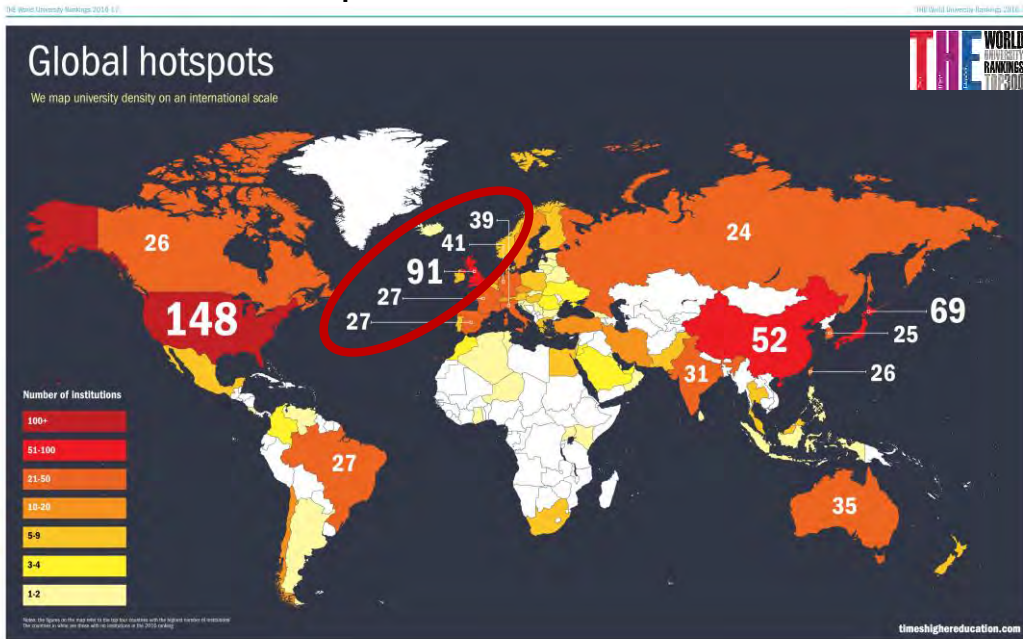 THE World University Rankings 2016-17
THE World University Rankings 2016-
THE WORLD
UNIVERSITY
RANKINGS
TOP300
Global hotspots
We map university density on an international scale
39
41
91
27
27
26
148
24
69
52
25
31
26
27
35
Number of institutions
100+
51-100
21-50
10-20
5-9
3-4
1-2
timeshighereducation.com